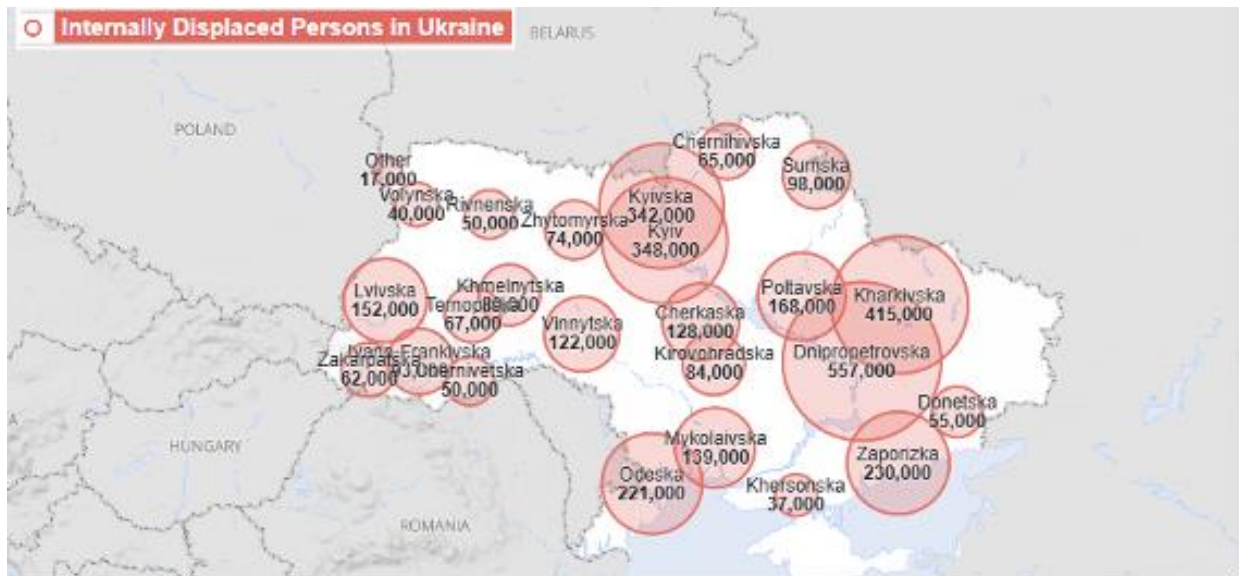 Internally Displaced Persons in Ukraine
BELARUS
POLAND
Chernihivska
65,000
Other
17,000
Sumska
98,000
Volynska
40,000
Rivnenska
50,000
Kyivska
342,000
Zhytomyrska
74,000
Kyiv
348,000
Lvivska
152,000
Khmelnytska
Poltavska
168,000
Kharkivska
415,000
67,000
Vinnytska
122,000
Cherkaska
128,000
Ivano-Frankivska
93,000
Zakarpatska
62,000
Chernivetska
50,000
Kirovohradska
84,000
Dnipropetrovska
557,000
Donetska
55,000
HUNGARY
Mykolaivska
139,000
Odeska
221,000
Zaporizka
230,000
Khersonska
37,000
ROMANIA